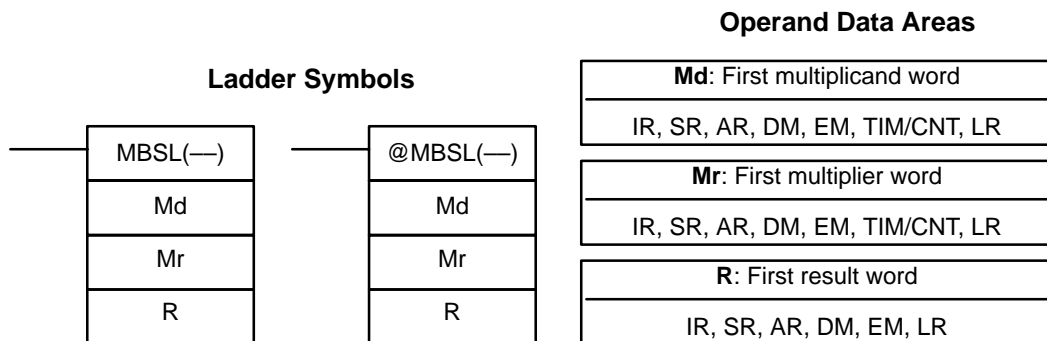 Operand Data Areas
Ladder Symbols
MBSL(––)
Md
Mr
R
@MBSL(––)
Md
Mr
R
Md: First multiplicand word
IR, SR, AR, DM, EM, TIM/CNT, LR
Mr: First multiplier word
IR, SR, AR, DM, EM, TIM/CNT, LR
R: First result word
IR, SR, AR, DM, EM, LR